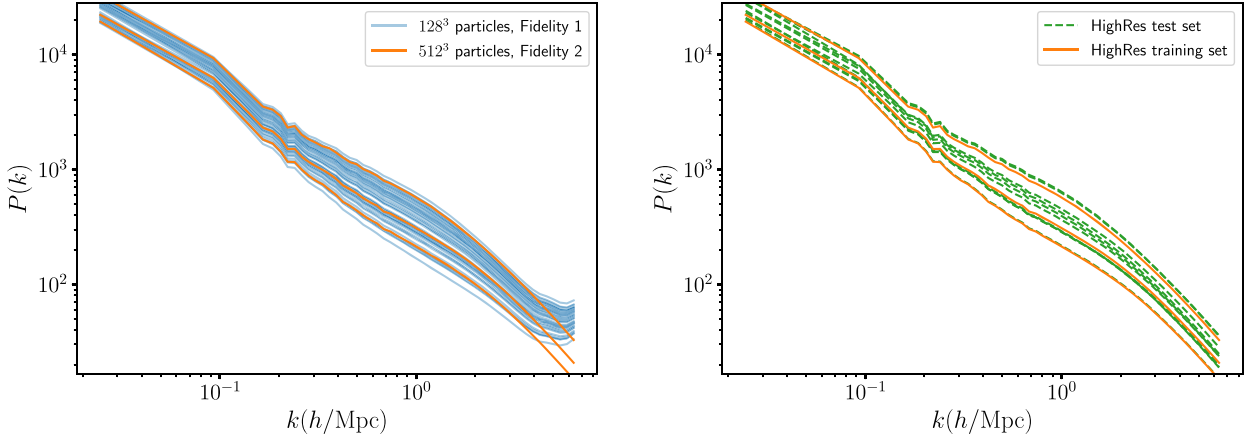 128³ particles, Fidelity 1
512³ particles, Fidelity 2
10⁴
10³
10²
P(k)
10⁻¹
10⁰
k(h/Mpc)
HighRes test set
HighRes training set
10⁴
10³
10²
P(k)
10⁻¹
10⁰
k(h/Mpc)